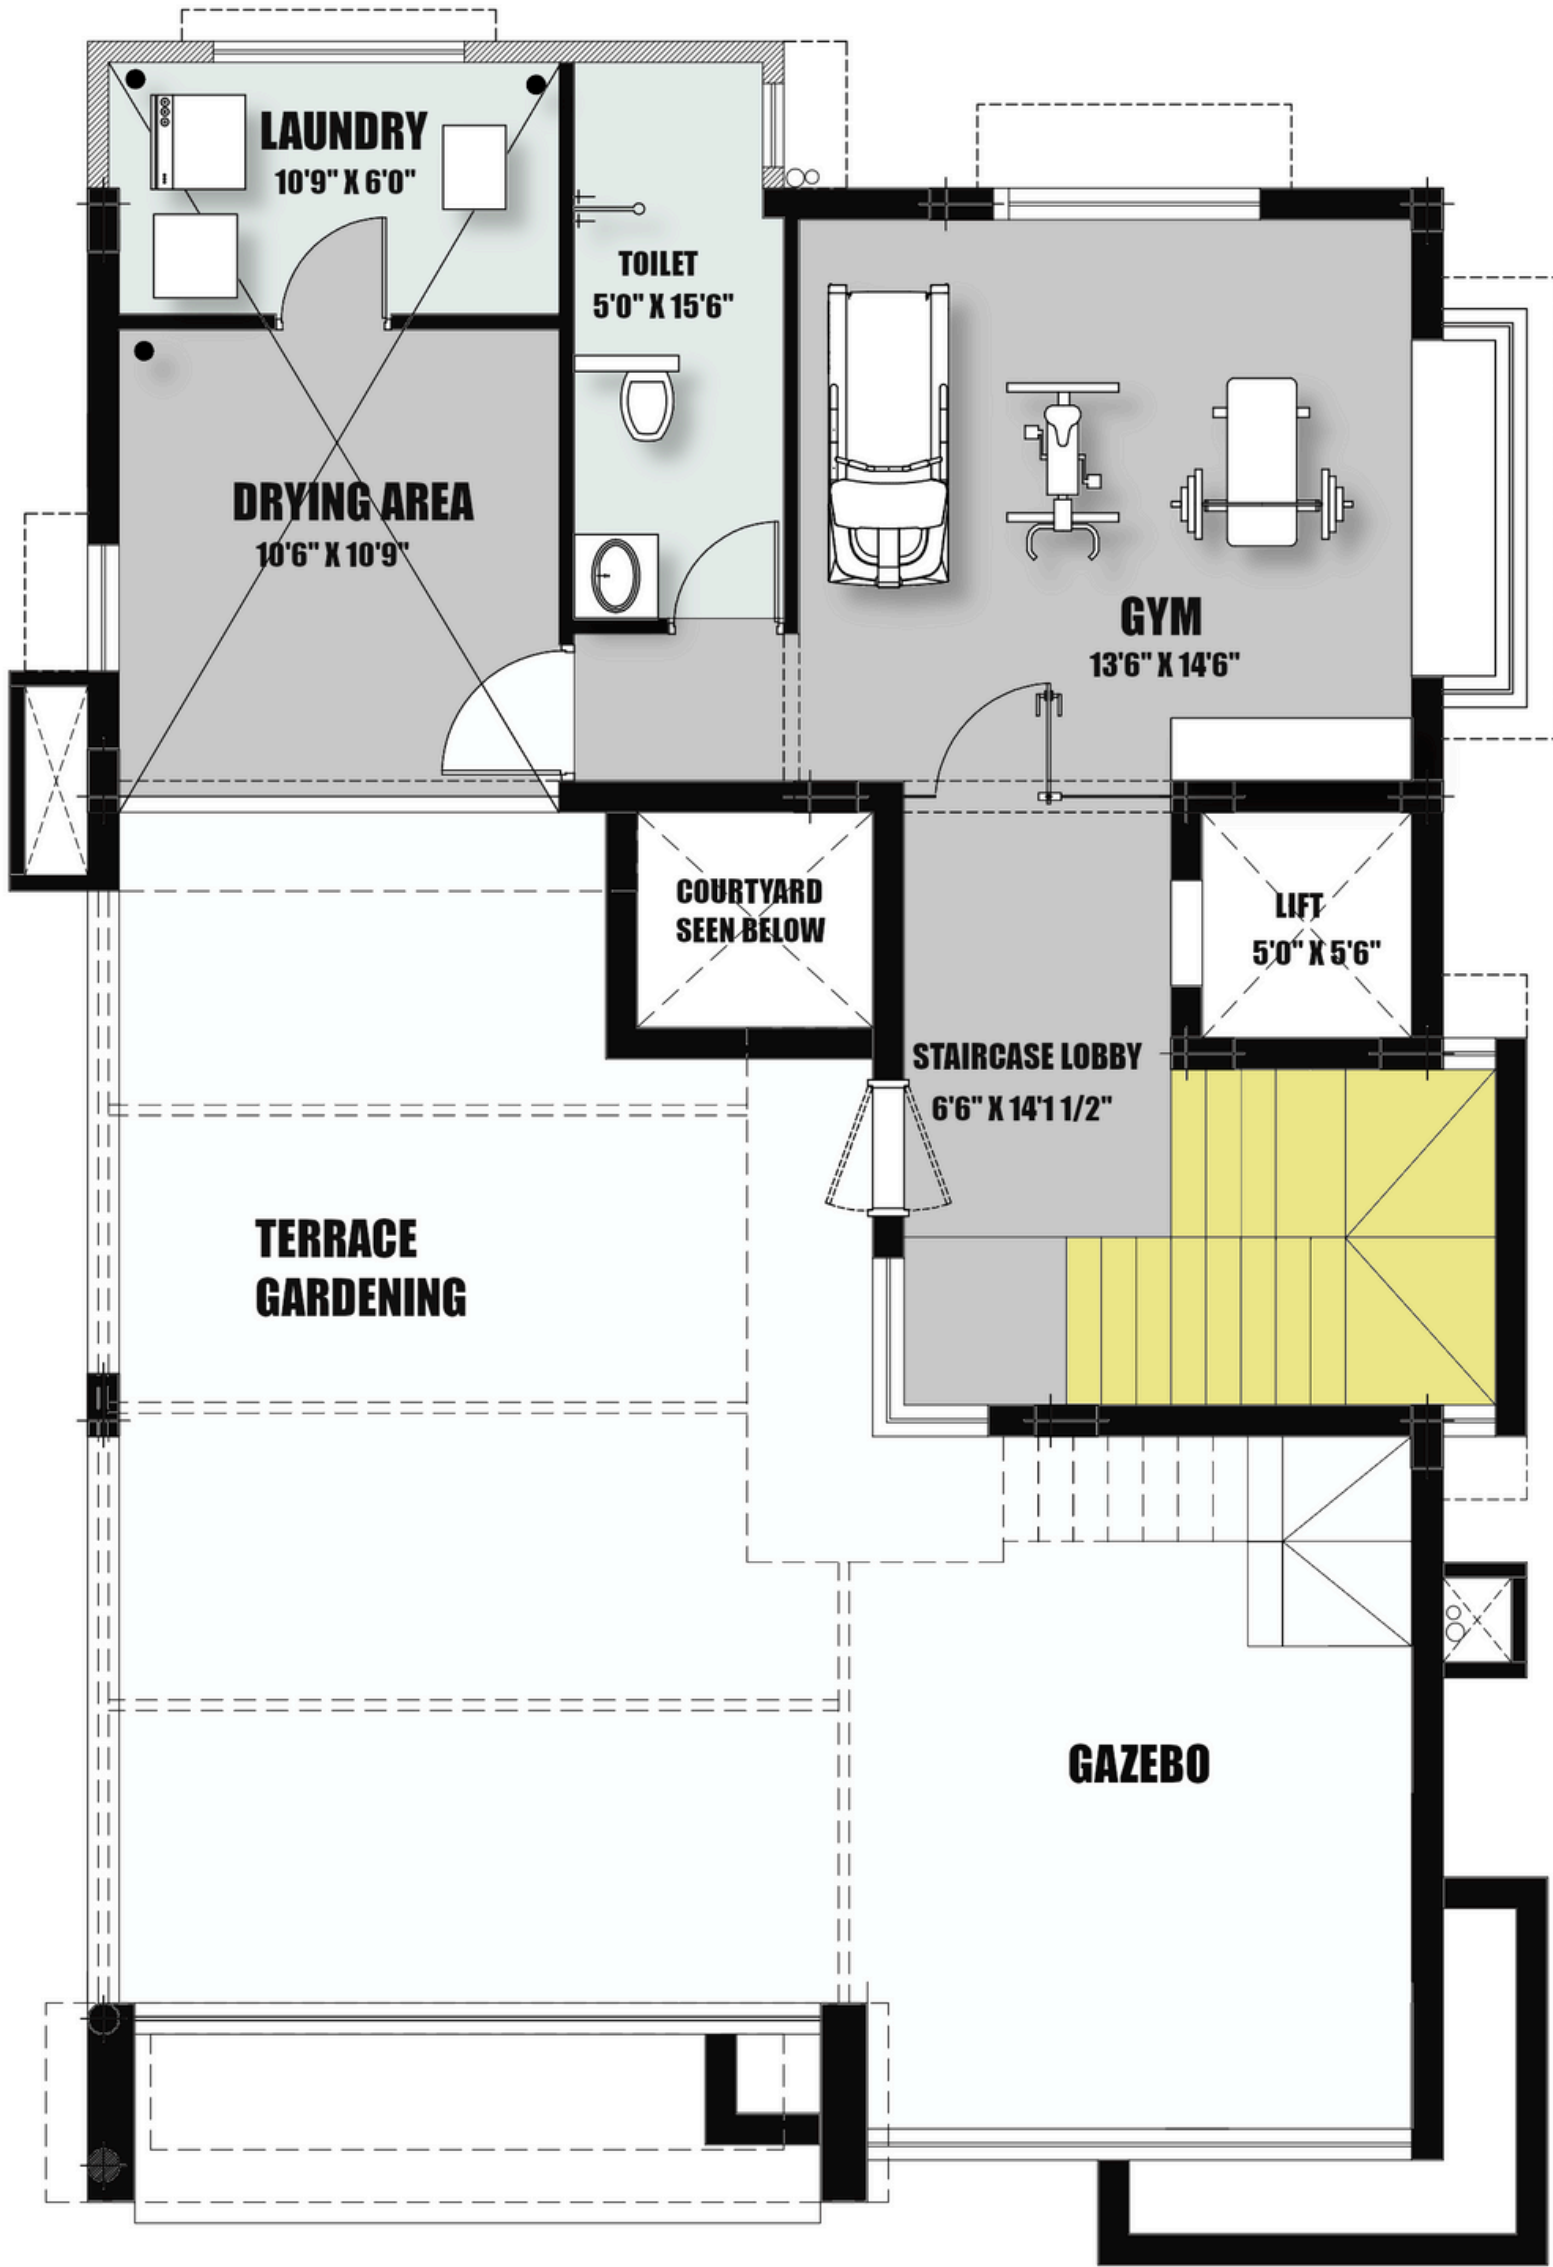 LAUNDRY
10'9" X 6'0"
TOILET
5'0" X 15'6"
DRYING AREA
10'6" X 10'9"
GYM
13'6" X 14'6"
COURTYARD
SEEN BELOW
LIFT
5'0" X 5'6"
STAIRCASE LOBBY
6'6" X 14'1 1/2"
TERRACE
GARDENING
GAZEBO